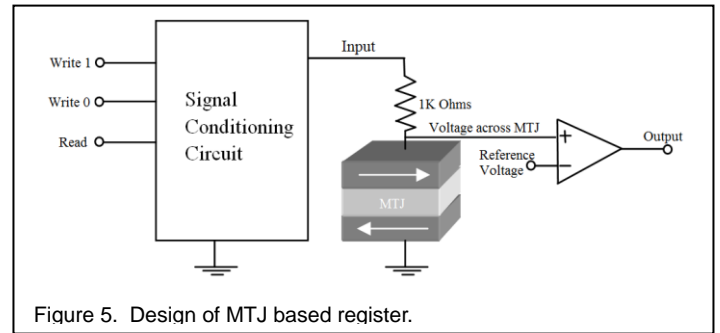 Input
Write 1
Write 0
Read
Signal
Conditioning
Circuit
1K Ohms
Voltage across MTJ
+
Reference
Voltage
−
Output
MTJ
Figure 5. Design of MTJ based register.